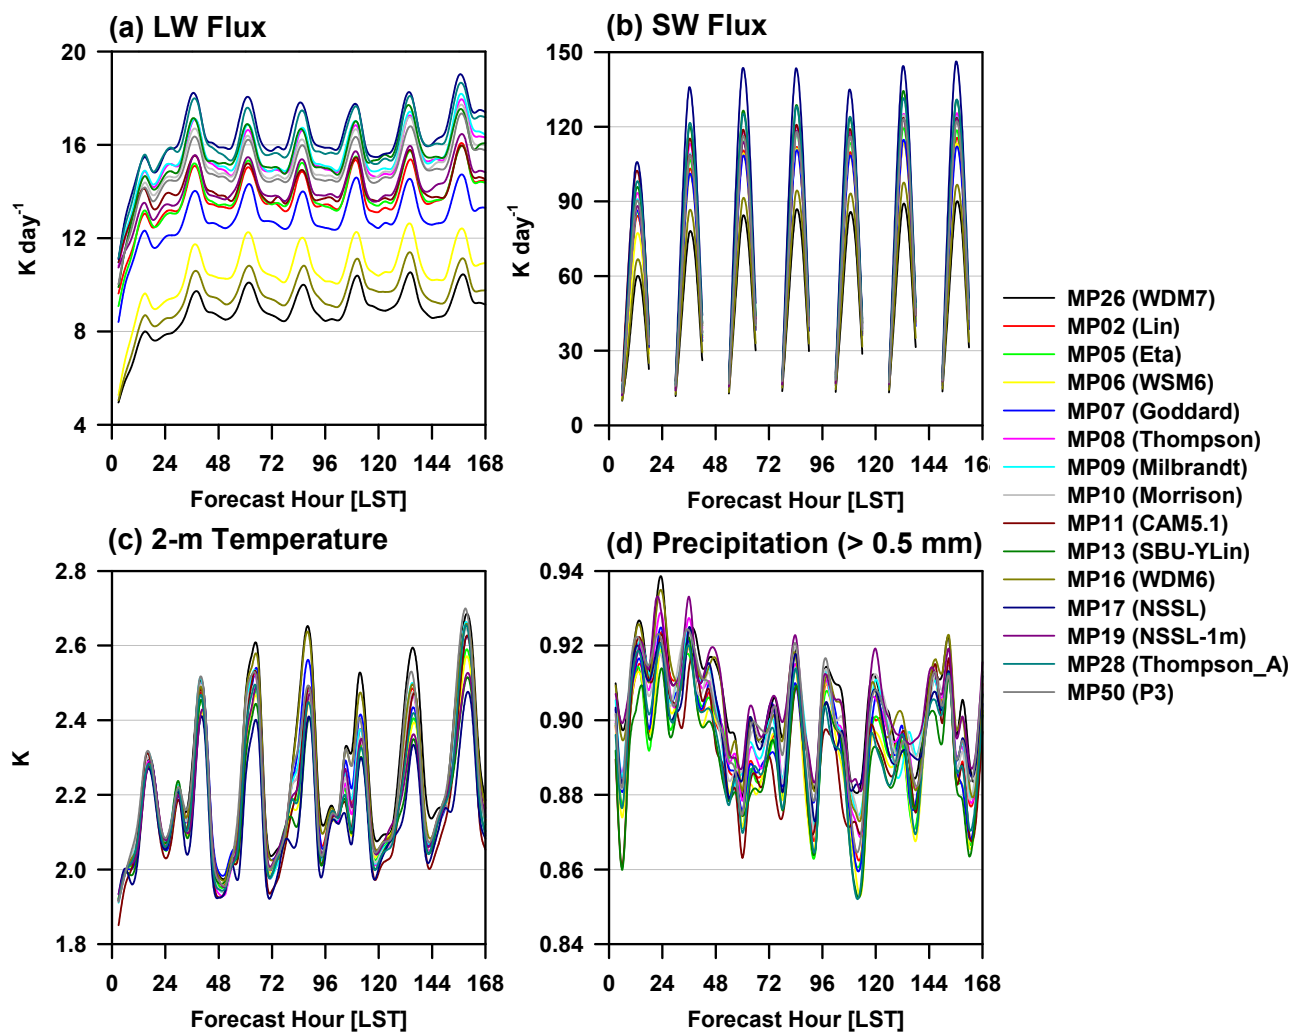 (a) LW Flux
20
16
12
8
4
K day-1
0 24 48 72 96 120 144 168
Forecast Hour [LST]
(b) SW Flux
150
120
90
60
30
0
K day-1
0 24 48 72 96 120 144 168
Forecast Hour [LST]
MP26 (WDM7)
MP02 (Lin)
MP05 (Eta)
MP06 (WSM6)
MP07 (Goddard)
MP08 (Thompson)
MP09 (Milbrandt)
MP10 (Morrison)
MP11 (CAM5.1)
MP13 (SBU-YLin)
MP16 (WDM6)
MP17 (NSSL)
MP19 (NSSL-1m)
MP28 (Thompson_A)
MP50 (P3)
(c) 2-m Temperature
2.8
2.6
2.4
2.2
2.0
1.8
K
0 24 48 72 96 120 144 168
Forecast Hour [LST]
(d) Precipitation (> 0.5 mm)
0.94
0.92
0.90
0.88
0.86
0.84
0 24 48 72 96 120 144 168
Forecast Hour [LST]